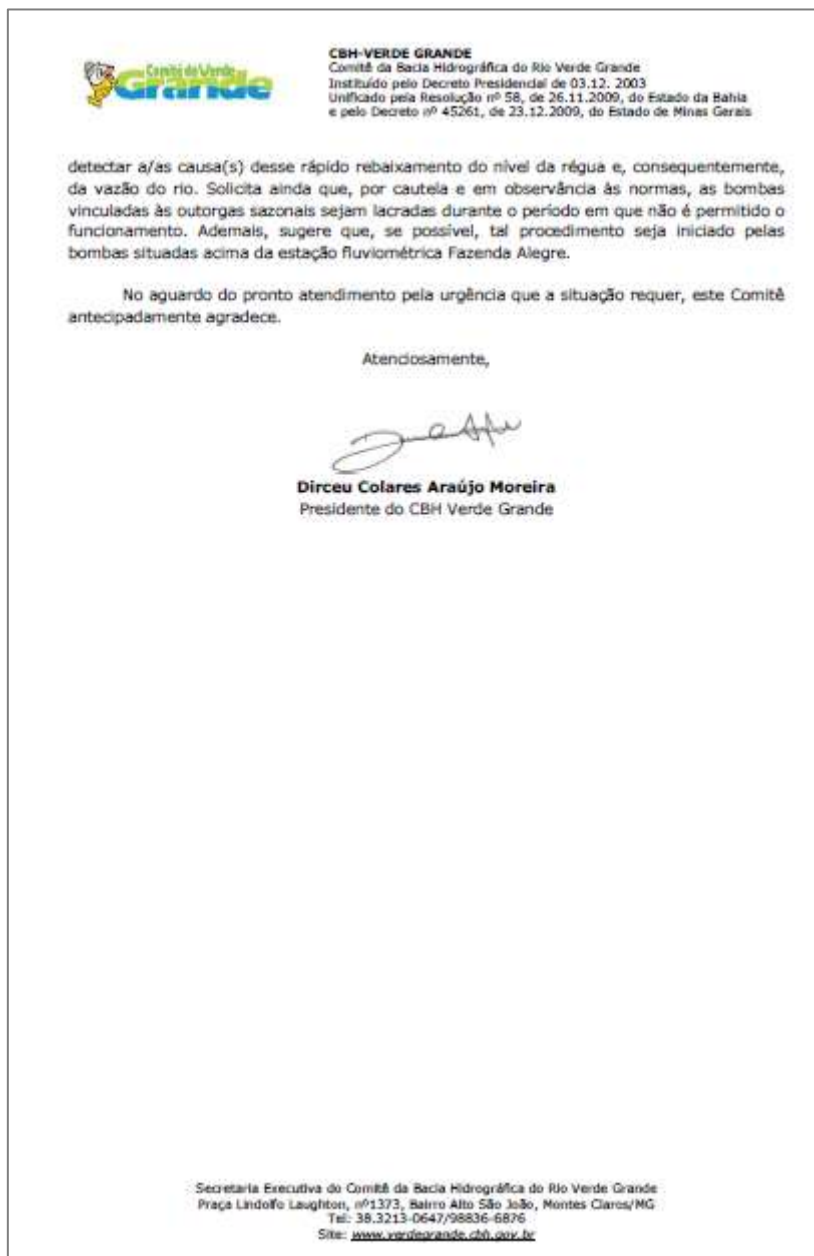 Comitê do Verde
Grande
CBH-VERDE GRANDE
Comitê da Bacia Hidrográfica do Rio Verde Grande
Instituído pelo Decreto Presidencial de 03.12. 2003
Unificado pela Resolução nº 58, de 26.11.2009, do Estado da Bahia
e pelo Decreto nº 45261, de 23.12.2009, do Estado de Minas Gerais
detectar a/as causa(s) desse rápido rebaixamento do nível da régua e, consequentemente,
da vazão do rio. Solicita ainda que, por cautela e em observância às normas, as bombas
vinculadas às outorgas sazonais sejam lacradas durante o período em que não é permitido o
funcionamento. Ademais, sugere que, se possível, tal procedimento seja iniciado pelas
bombas situadas acima da estação fluviométrica Fazenda Alegre.
No aguardo do pronto atendimento pela urgência que a situação requer, este Comitê
antecipadamente agradece.
Atenciosamente,
Dirceu Colares Araújo Moreira
Presidente do CBH Verde Grande
Secretaria Executiva do Comitê da Bacia Hidrográfica do Rio Verde Grande
Praça Lindolfo Laughton, nº1373, Bairro Alto São João, Montes Claros/MG
Tel: 38.3213-0647/98836-6876
Site: www.verdegrande.cbh.gov.br